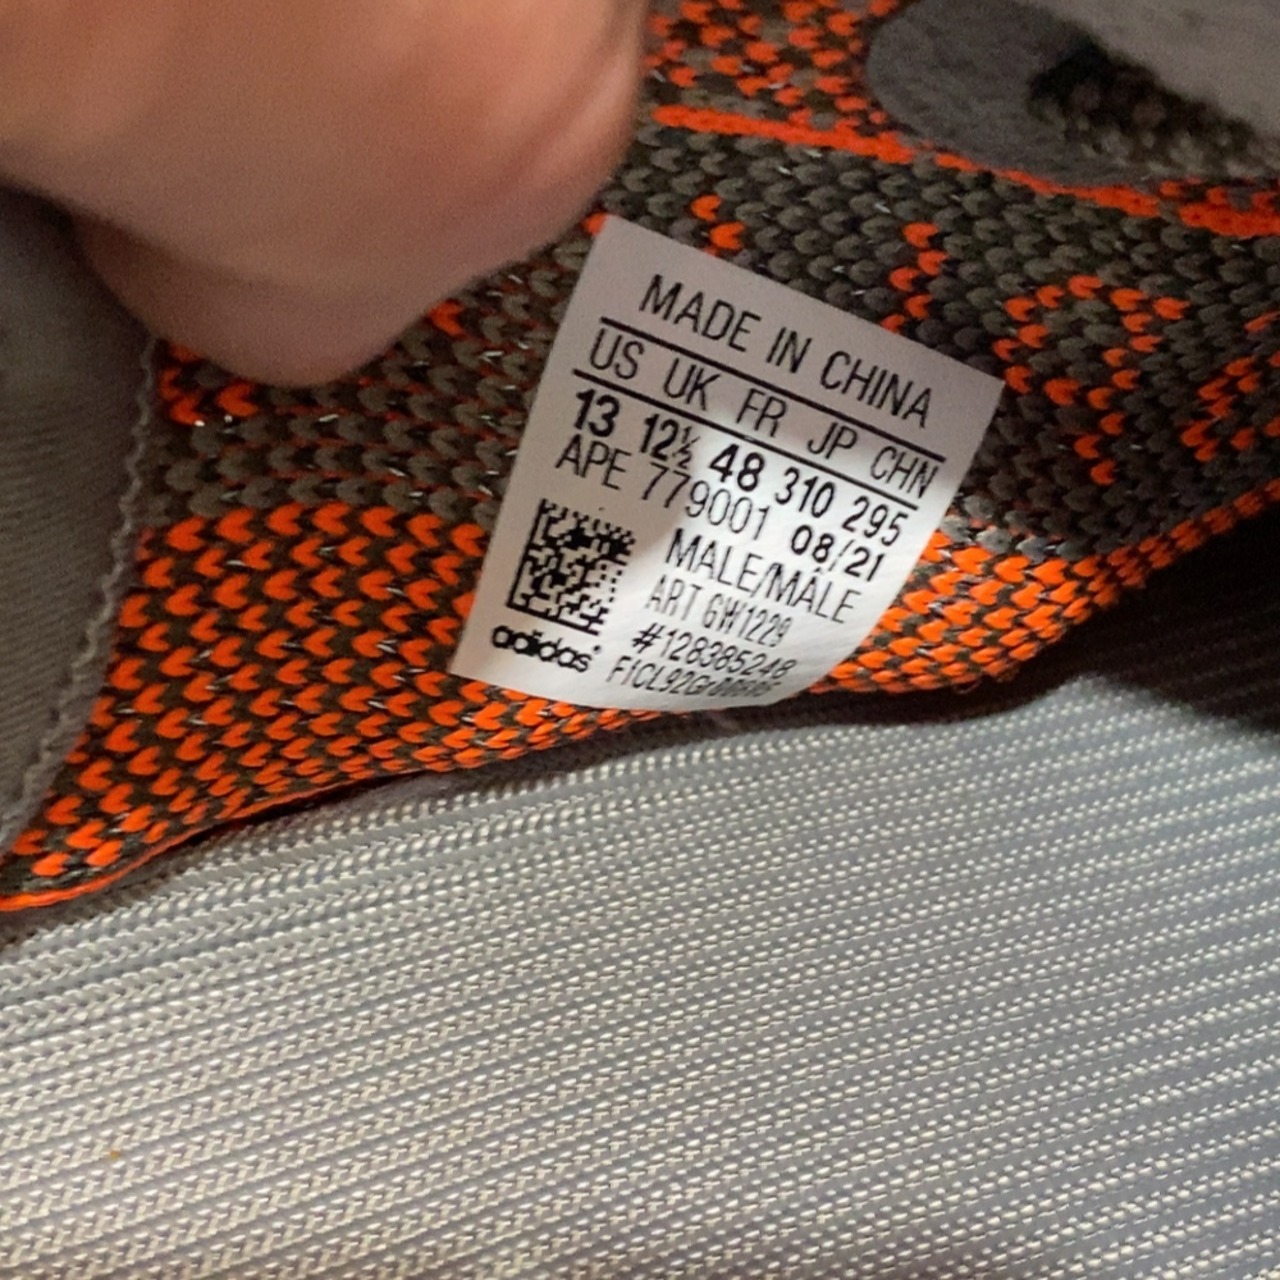 MADE IN CHINA
US UK FR JP CHN
13 12½ 48 310 295
APE 779001 08/21
MALE/MÂLE
ART GW1229
#128385248
adidas